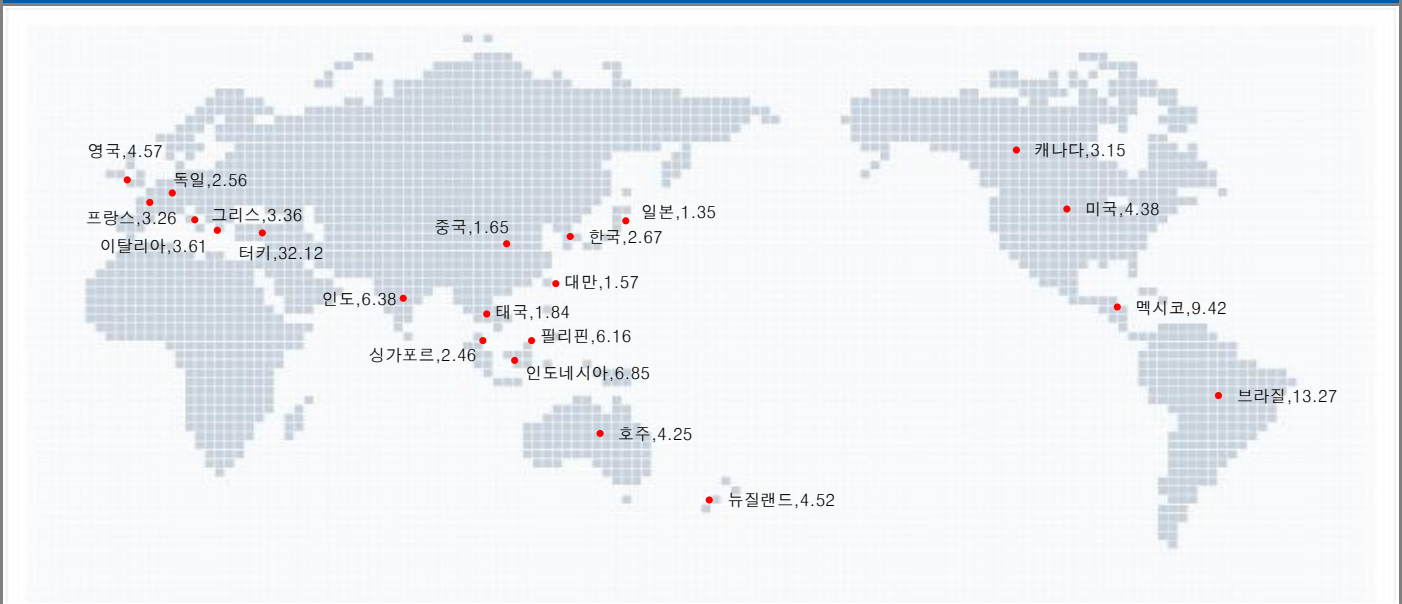 영국,4.57
캐나다,3.15
독일,2.56
프랑스,3.26
그리스,3.36
일본,1.35
미국,4.38
중국,1.65
한국,2.67
이탈리아,3.61
터키,32.12
대만,1.57
인도,6.38
태국,1.84
멕시코,9.42
필리핀,6.16
싱가포르,2.46
인도네시아,6.85
브라질,13.27
호주,4.25
뉴질랜드,4.52